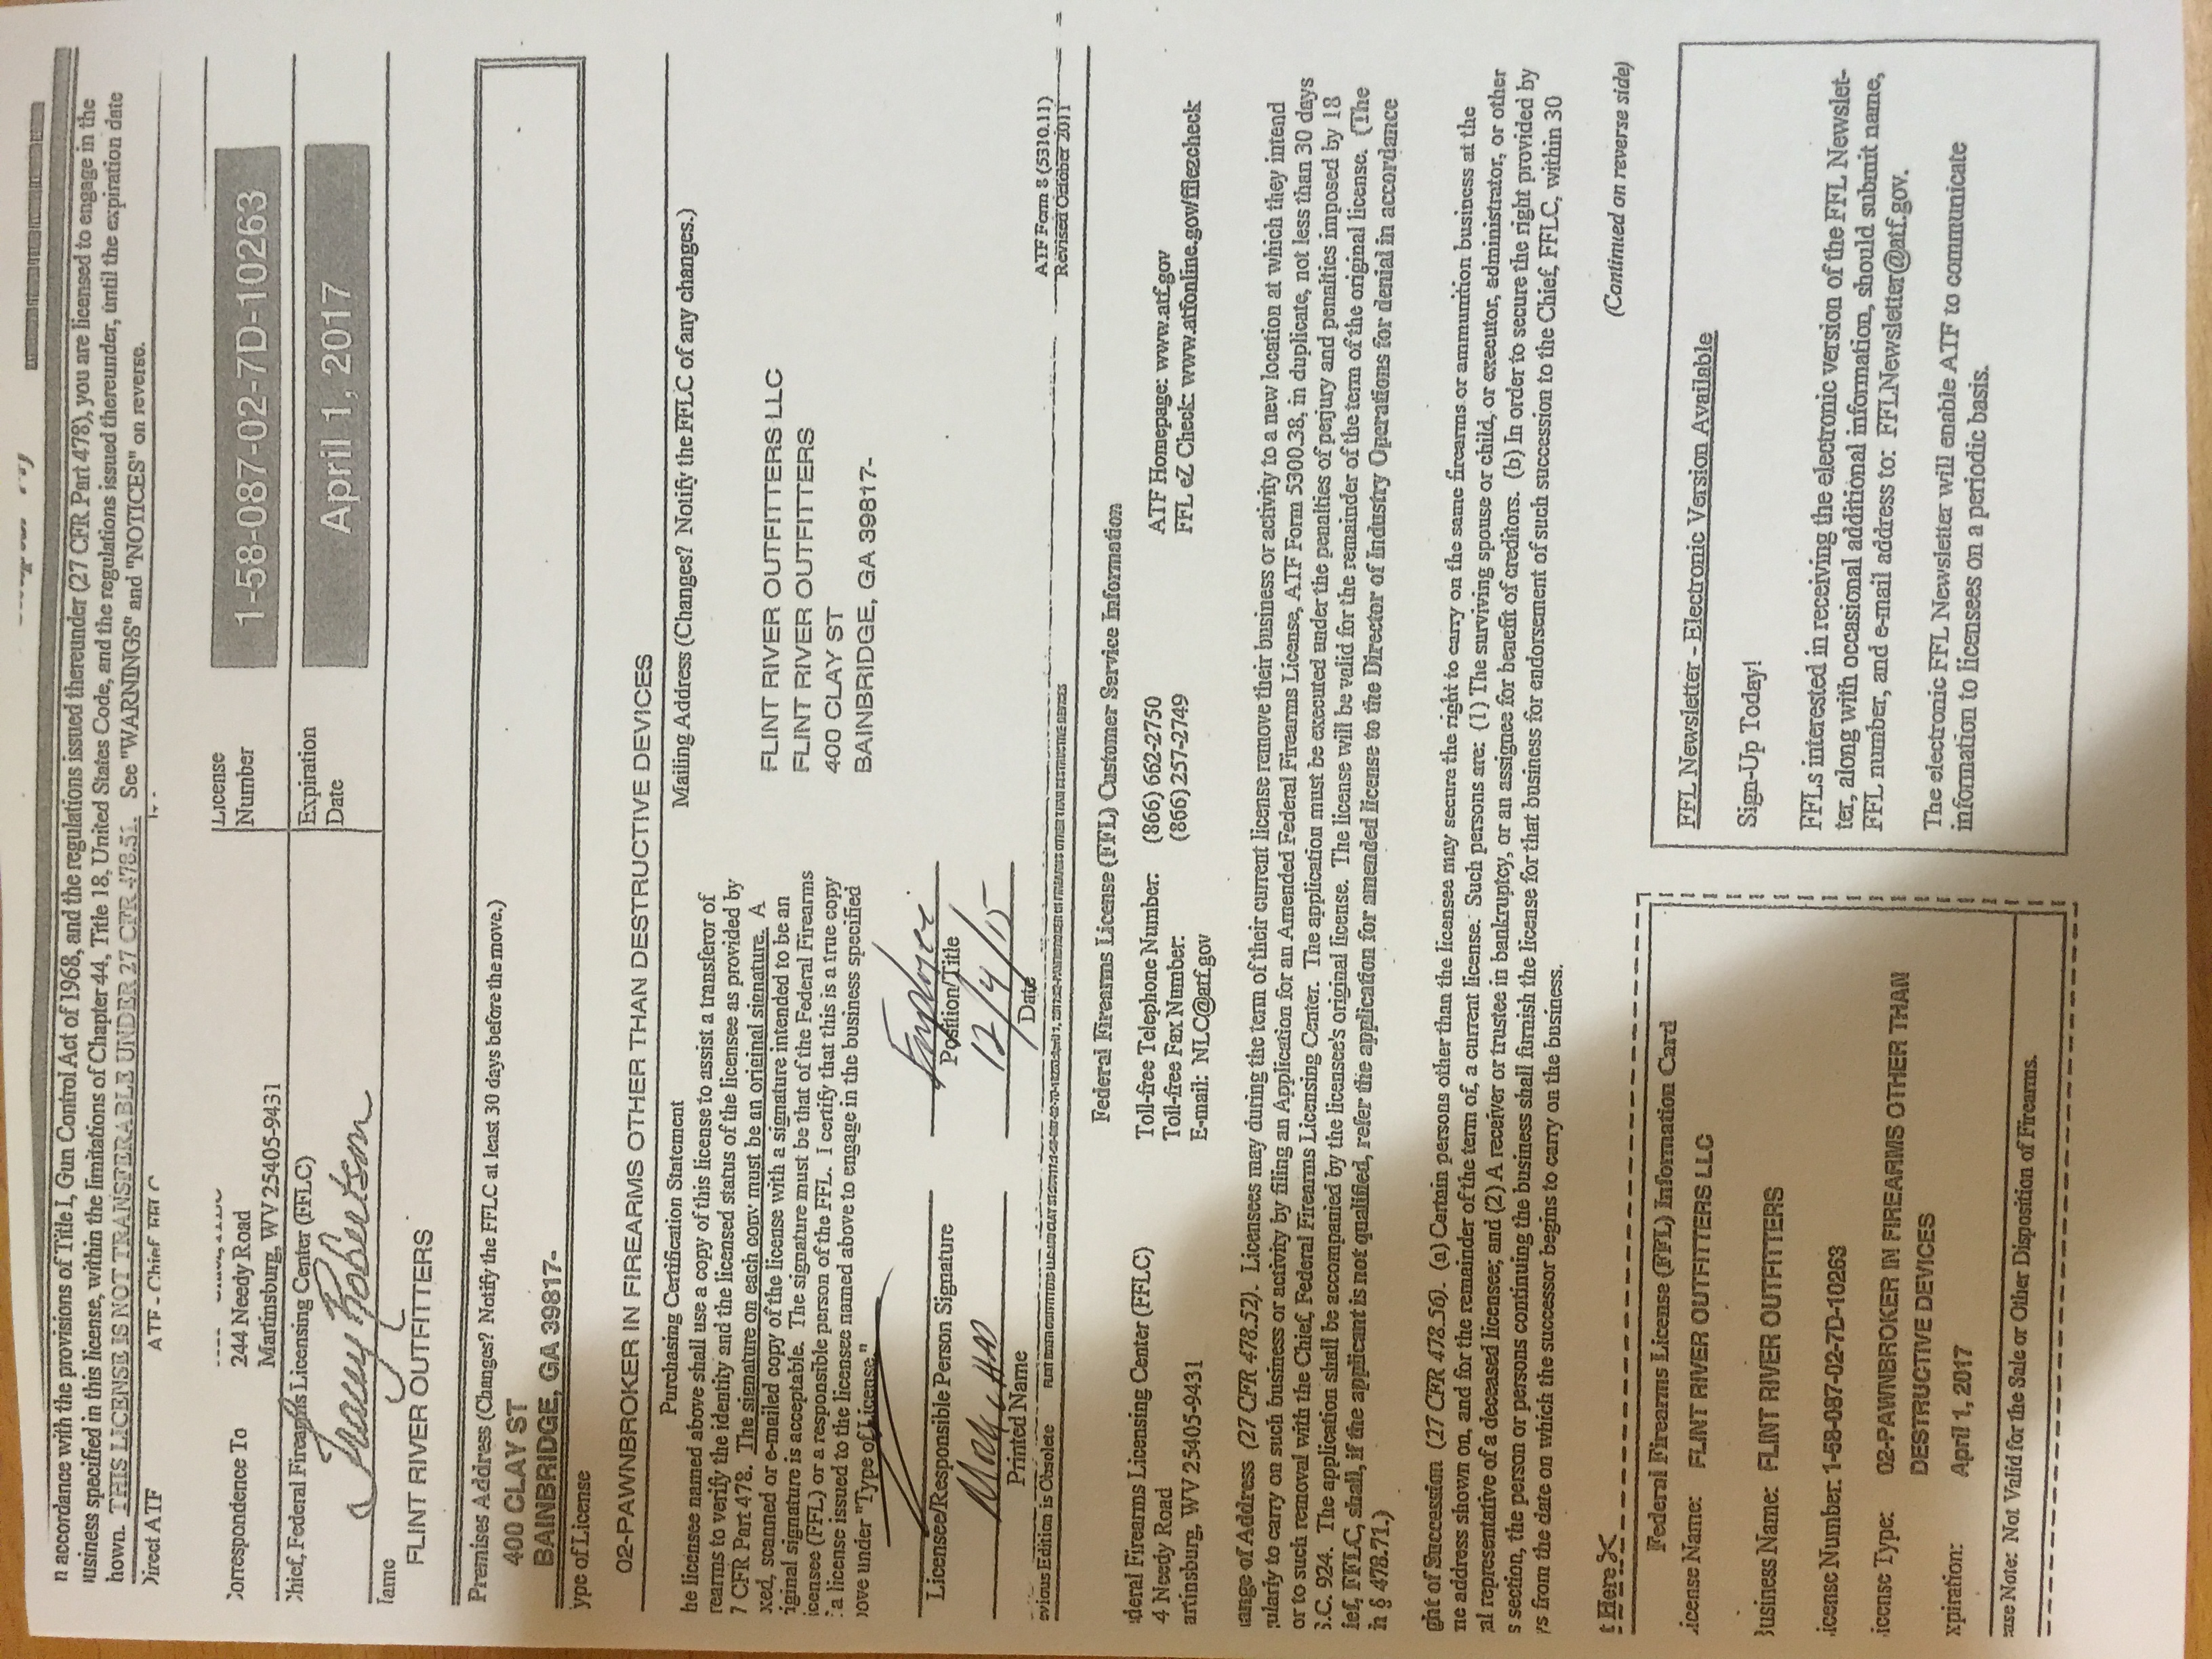 n accordance with the provisions of Title I, Gun Control Act of 1968, and the regulations issued thereunder (27 CFR Part 478), you are licensed to engage in the
usiness specified in this license, within the limitations of Chapter 44, Title 18, United States Code, and the regulations issued thereunder, until the expiration date
hown. THIS LICENSE IS NOT TRANSFERABLE UNDER 27 CFR 478.51. See "WARNINGS" and "NOTICES" on reverse.
Direct ATF ATF - Chief, FFLC
Correspondence To 244 Needy Road
Martinsburg, WV 25405-9431
License
Number 1-58-087-02-7D-10263
Chief, Federal Firearms Licensing Center (FFLC)
Tracey Robertson
Expiration
Date April 1, 2017
Name
FLINT RIVER OUTFITTERS
Premises Address (Changes? Notify the FFLC at least 30 days before the move.)
400 CLAY ST
BAINBRIDGE, GA 39817-
ype of License
02-PAWNBROKER IN FIREARMS OTHER THAN DESTRUCTIVE DEVICES
Purchasing Certification Statement
he licensee named above shall use a copy of this license to assist a transferor of
rearms to verify the identity and the licensed status of the licensee as provided by
7 CFR Part 478. The signature on each copy must be an original signature. A
xed, scanned or e-mailed copy of the license with a signature intended to be an
iginal signature is acceptable. The signature must be that of the Federal Firearms
icensee (FFL) or a responsible person of the FFL. I certify that this is a true copy
f a license issued to the licensee named above to engage in the business specified
bove under "Type of License."
Mailing Address (Changes? Notify the FFLC of any changes.)
FLINT RIVER OUTFITTERS LLC
FLINT RIVER OUTFITTERS
400 CLAY ST
BAINBRIDGE, GA 39817-
Employee
Licensee/Responsible Person Signature Position/Title
12/4/15
Printed Name Date
evious Edition is Obsolete FLINT RIVER OUTFITTERS LLC:400 CLAY ST:39817:1-58-087-02-7D-10263:April 1, 2017:02-PAWNBROKER IN FIREARMS OTHER THAN DESTRUCTIVE DEVICES
ATF Form 8 (5310.11)
Revised October 2011
Federal Firearms License (FFL) Customer Service Information
deral Firearms Licensing Center (FFLC)
4 Needy Road
artinsburg, WV 25405-9431
Toll-free Telephone Number: (866) 662-2750
Toll-free Fax Number: (866) 257-2749
E-mail: NLC@atf.gov
ATF Homepage: www.atf.gov
FFL eZ Check: www.atfonline.gov/fflezcheck
ange of Address (27 CFR 478.52). Licensees may during the term of their current license remove their business or activity to a new location at which they intend
gularly to carry on such business or activity by filing an Application for an Amended Federal Firearms License, ATF Form 5300.38, in duplicate, not less than 30 days
or to such removal with the Chief, Federal Firearms Licensing Center. The application must be executed under the penalties of perjury and penalties imposed by 18
S.C. 924. The application shall be accompanied by the licensee's original license. The license will be valid for the remainder of the term of the original license. (The
ief, FFLC, shall, if the applicant is not qualified, refer the application for amended license to the Director of Industry Operations for denial in accordance
h § 478.71.)
ght of Succession (27 CFR 478.56). (a) Certain persons other than the licensee may secure the right to carry on the same firearms or ammunition business at the
ne address shown on, and for the remainder of the term of, a current license. Such persons are: (1) The surviving spouse or child, or executor, administrator, or other
al representative of a deceased licensee; and (2) A receiver or trustee in bankruptcy, or an assignee for benefit of creditors. (b) In order to secure the right provided by
s section, the person or persons continuing the business shall furnish the license for that business for endorsement of such succession to the Chief, FFLC, within 30
ys from the date on which the successor begins to carry on the business.
(Continued on reverse side)
t Here
Federal Firearms License (FFL) Information Card
icense Name: FLINT RIVER OUTFITTERS LLC
Business Name: FLINT RIVER OUTFITTERS
icense Number: 1-58-087-02-7D-10263
icense Type: 02-PAWNBROKER IN FIREARMS OTHER THAN
DESTRUCTIVE DEVICES
xpiration: April 1, 2017
ease Note: Not Valid for the Sale or Other Disposition of Firearms.
FFL Newsletter - Electronic Version Available
Sign-Up Today!
FFLs interested in receiving the electronic version of the FFL Newslet-
ter, along with occasional additional information, should submit name,
FFL number, and e-mail address to: FFLNewsletter@atf.gov.
The electronic FFL Newsletter will enable ATF to communicate
information to licensees on a periodic basis.